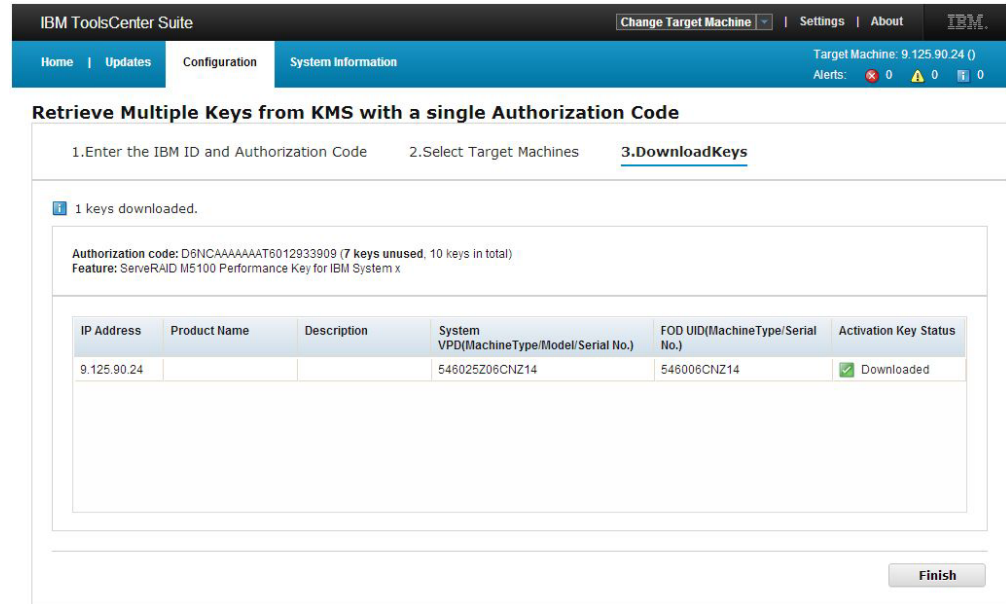 IBM ToolsCenter Suite
Change Target Machine | Settings | About IBM.
Home | Updates Configuration System Information
Target Machine: 9.125.90.24 ()
Alerts: 0 0 0
Retrieve Multiple Keys from KMS with a single Authorization Code
1.Enter the IBM ID and Authorization Code 2.Select Target Machines 3.DownloadKeys
1 keys downloaded.
Authorization code: D6NCAAAAAAAT6012933909 (7 keys unused, 10 keys in total)
Feature: ServeRAID M5100 Performance Key for IBM System x
IP Address Product Name Description System VPD(MachineType/Model/Serial No.) FOD UID(MachineType/Serial No.) Activation Key Status
9.125.90.24 546025Z06CNZ14 546006CNZ14 Downloaded
Finish